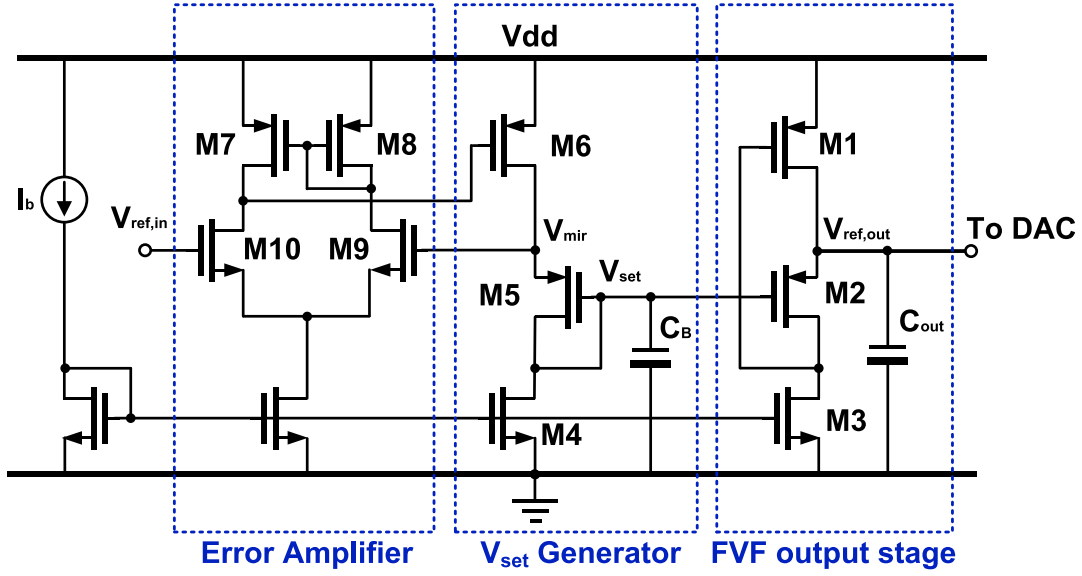 Vdd
M7
M8
M6
M1
Ib
Vref,in
M10
M9
Vmir
Vref,out
To DAC
M5
Vset
M2
CB
Cout
M4
M3
Error Amplifier
Vset Generator
FVF output stage